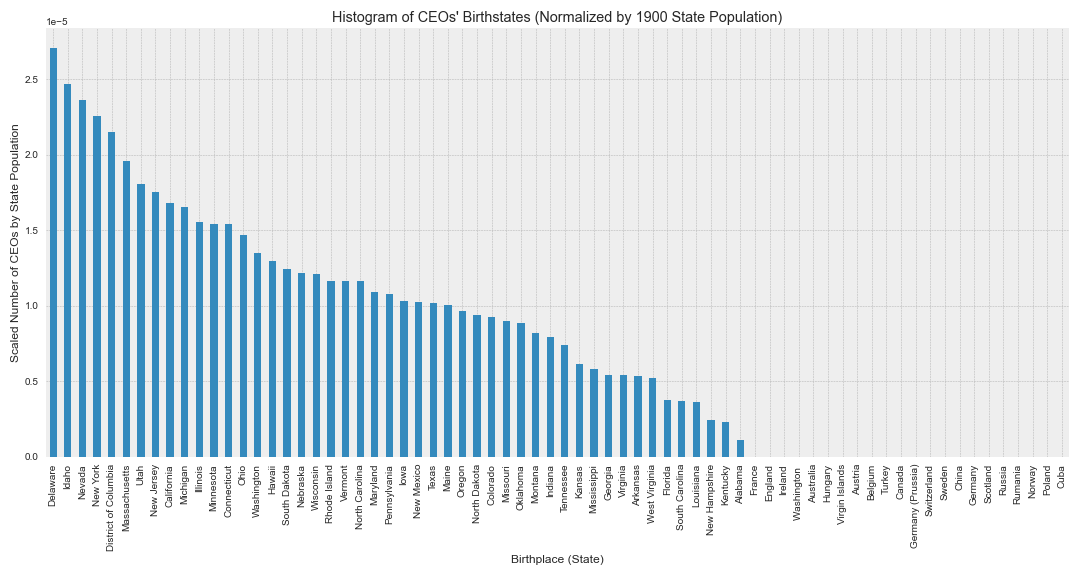 Histogram of CEOs' Birthstates (Normalized by 1900 State Population)
1e−5
Scaled Number of CEOs by State Population
2.5
2.0
1.5
1.0
0.5
0.0
Delaware
Idaho
Nevada
New York
District of Columbia
Massachusetts
Utah
New Jersey
California
Michigan
Illinois
Minnesota
Connecticut
Ohio
Washington
Hawaii
South Dakota
Nebraska
Wisconsin
Rhode Island
Vermont
North Carolina
Maryland
Pennsylvania
Iowa
New Mexico
Texas
Maine
Oregon
North Dakota
Colorado
Missouri
Oklahoma
Montana
Indiana
Tennessee
Kansas
Mississippi
Georgia
Virginia
Arkansas
West Virginia
Florida
South Carolina
Louisiana
New Hampshire
Kentucky
Alabama
France
England
Ireland
Washington
Australia
Hungary
Virgin Islands
Austria
Belgium
Turkey
Canada
Germany (Prussia)
Switzerland
Sweden
China
Germany
Scotland
Russia
Rumania
Norway
Poland
Cuba
Birthplace (State)